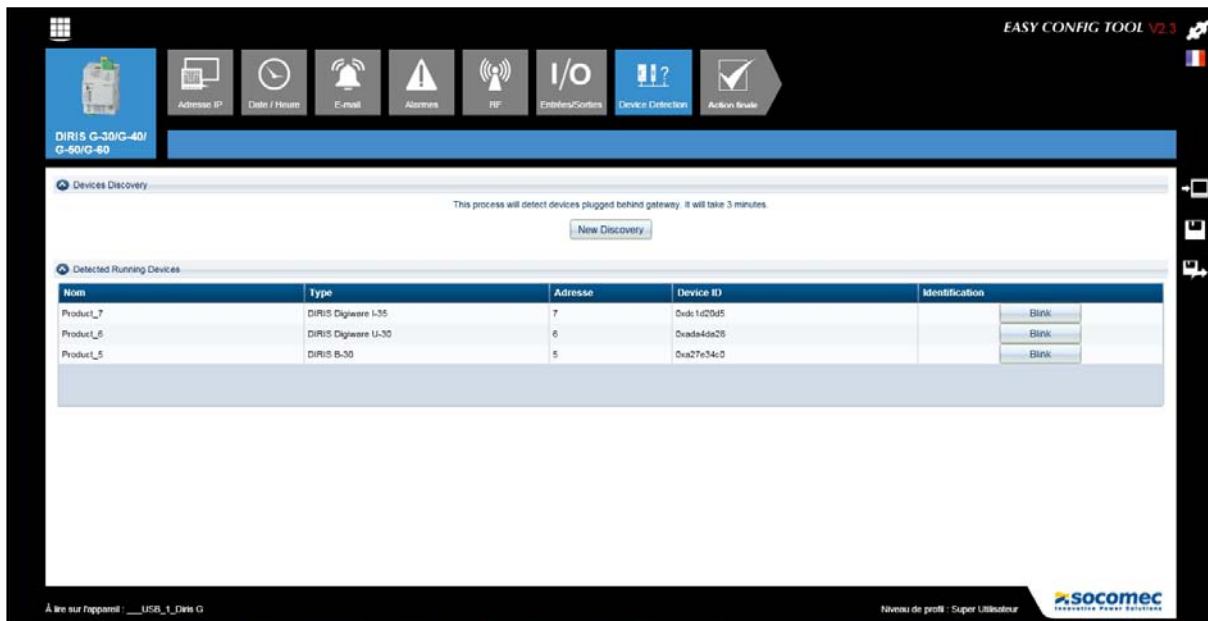 EASY CONFIG TOOL V2.3
I/O
Adresse IP
Date / Heure
E-mail
Alarmes
RF
Entrées/Sorties
Device Detection
Action finale
DIRIS G-30/G-40/
G-50/G-60
Devices Discovery
This process will detect devices plugged behind gateway. It will take 3 minutes.
New Discovery
Detected Running Devices
Nom Type Adresse Device ID Identification
Product_7 DIRIS Digiware I-35 7 0xdc1d20d5 Blink
Product_6 DIRIS Digiware U-30 6 0xada4da26 Blink
Product_5 DIRIS B-30 5 0xa27e34c0 Blink
À lire sur l'appareil : ___USB_1_Diris G
Niveau de profil : Super Utilisateur
socomec
Innovative Power Solutions